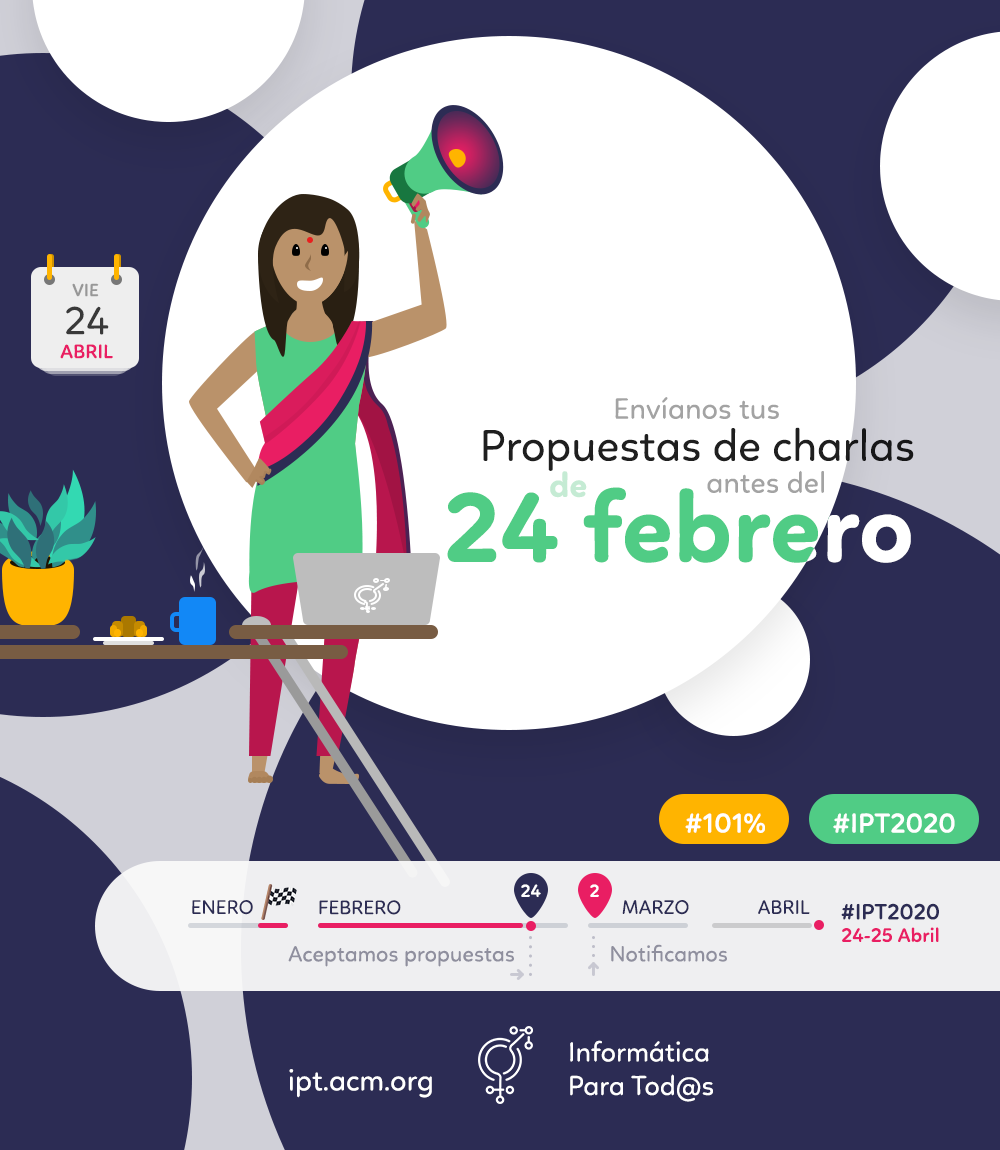 VIE
24
ABRIL
Envíanos tus
Propuestas de charlas
antes del
24 de febrero
#101%
#IPT2020
ENERO
FEBRERO
24
2
MARZO
ABRIL
#IPT2020
24-25 Abril
Aceptamos propuestas
Notificamos
ipt.acm.org
Informática
Para Tod@s